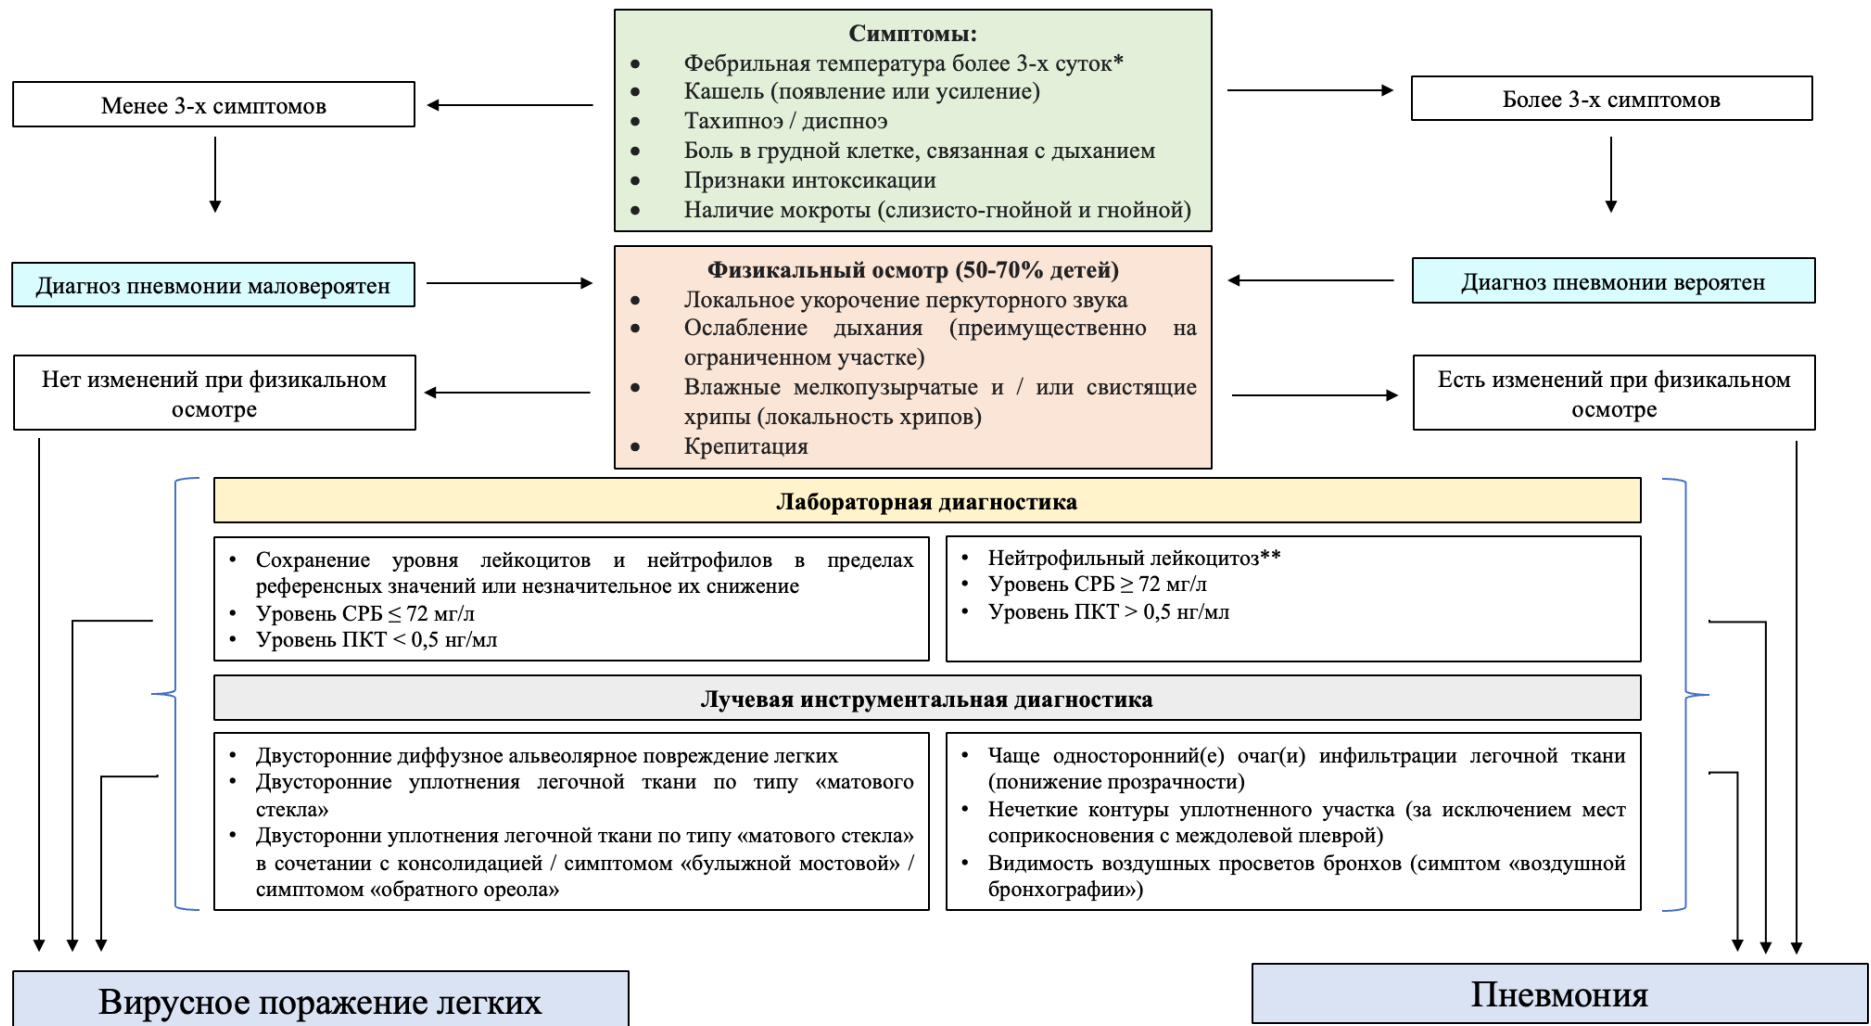 Симптомы:
• Фебрильная температура более 3-х суток*
• Кашель (появление или усиление)
• Тахипноэ / диспноэ
• Боль в грудной клетке, связанная с дыханием
• Признаки интоксикации
• Наличие мокроты (слизисто-гнойной и гнойной)
Менее 3-х симптомов
Более 3-х симптомов
Диагноз пневмонии маловероятен
Диагноз пневмонии вероятен
Физикальный осмотр (50-70% детей)
• Локальное укорочение перкуторного звука
• Ослабление дыхания (преимущественно на
ограниченном участке)
• Влажные мелкопузырчатые и / или свистящие
хрипы (локальность хрипов)
• Крепитация
Нет изменений при физикальном
осмотре
Есть изменений при физикальном
осмотре
Лабораторная диагностика
• Сохранение уровня лейкоцитов и нейтрофилов в пределах
референсных значений или незначительное их снижение
• Уровень СРБ ≤ 72 мг/л
• Уровень ПКТ < 0,5 нг/мл
• Нейтрофильный лейкоцитоз**
• Уровень СРБ ≥ 72 мг/л
• Уровень ПКТ > 0,5 нг/мл
Лучевая инструментальная диагностика
• Двусторонние диффузное альвеолярное повреждение легких
• Двусторонние уплотнения легочной ткани по типу «матового
стекла»
• Двусторонни уплотнения легочной ткани по типу «матового стекла»
в сочетании с консолидацией / симптомом «булыжной мостовой» /
симптомом «обратного ореола»
• Чаще односторонний(е) очаг(и) инфильтрации легочной ткани
(понижение прозрачности)
• Нечеткие контуры уплотненного участка (за исключением мест
соприкосновения с междолевой плеврой)
• Видимость воздушных просветов бронхов (симптом «воздушной
бронхографии»)
Вирусное поражение легких
Пневмония